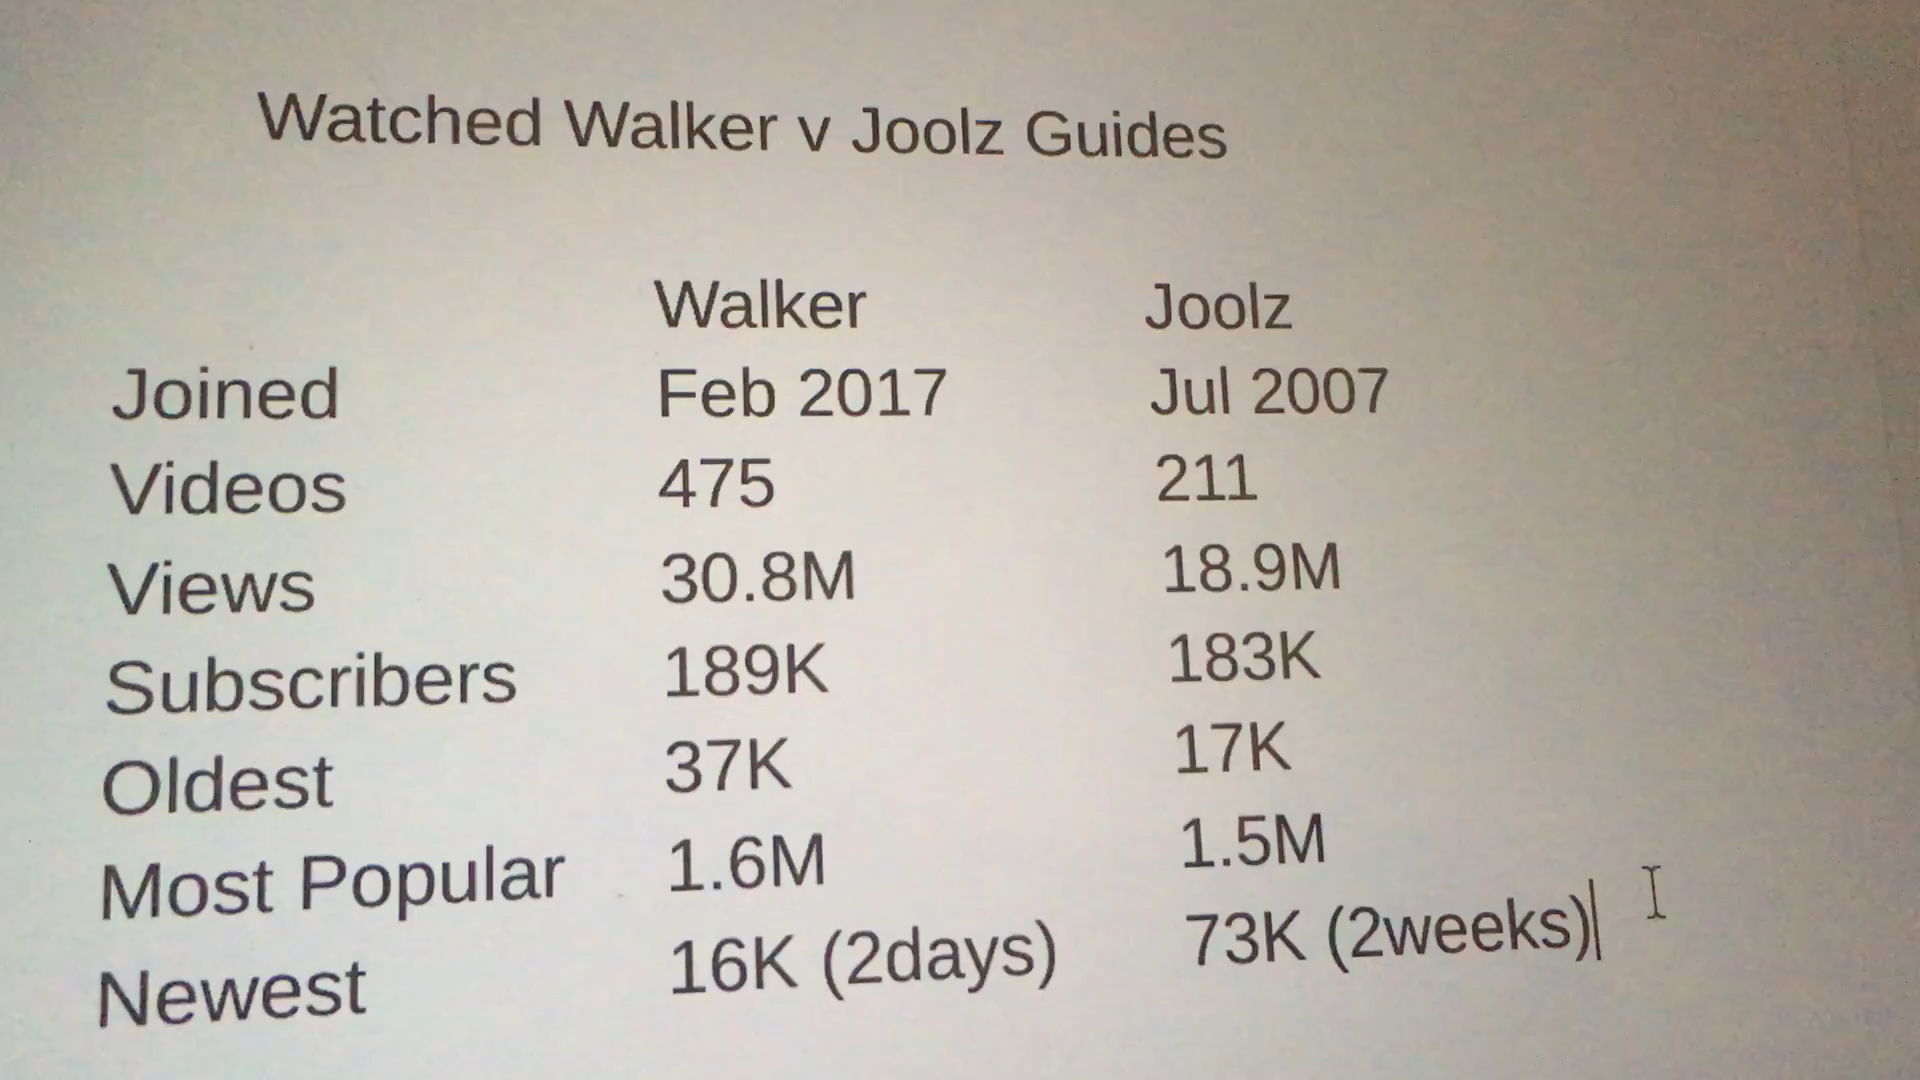 Watched Walker v Joolz Guides
Walker Joolz
Joined Feb 2017 Jul 2007
Videos 475 211
Views 30.8M 18.9M
Subscribers 189K 183K
Oldest 37K 17K
Most Popular 1.6M 1.5M
Newest 16K (2days) 73K (2weeks)